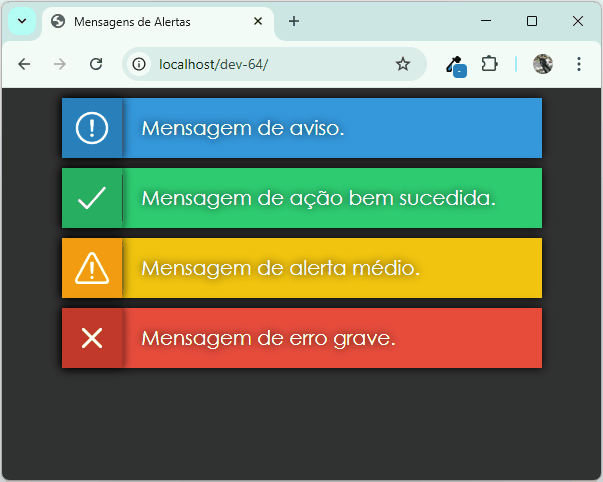 Mensagens de Alertas
localhost/dev-64/
Mensagem de aviso.
Mensagem de ação bem sucedida.
Mensagem de alerta médio.
Mensagem de erro grave.